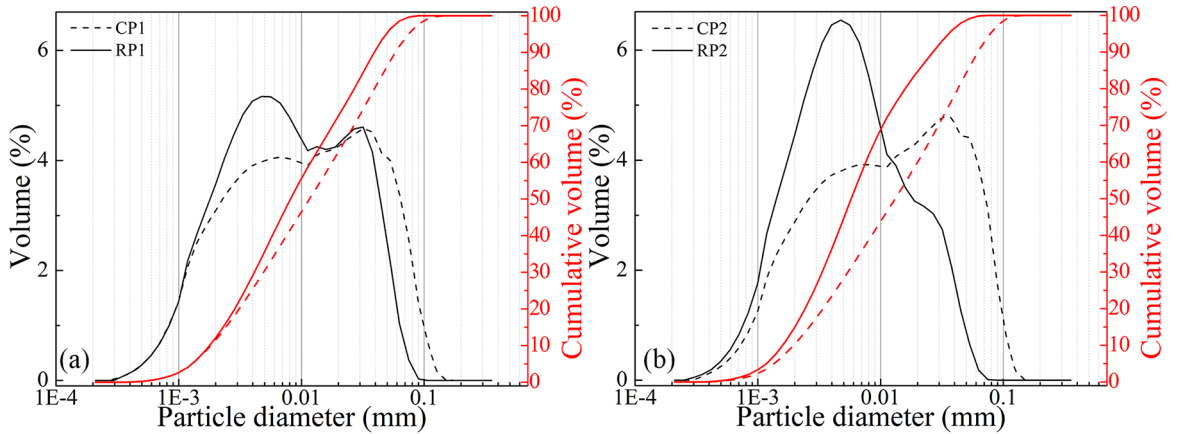 CP1
RP1
(a)
Volume (%)
0
2
4
6
1E-4
1E-3
0.01
0.1
Particle diameter (mm)
0
10
20
30
40
50
60
70
80
90
100
Cumulative volume (%)
CP2
RP2
(b)
Volume (%)
0
2
4
6
1E-4
1E-3
0.01
0.1
Particle diameter (mm)
0
10
20
30
40
50
60
70
80
90
100
Cumulative volume (%)